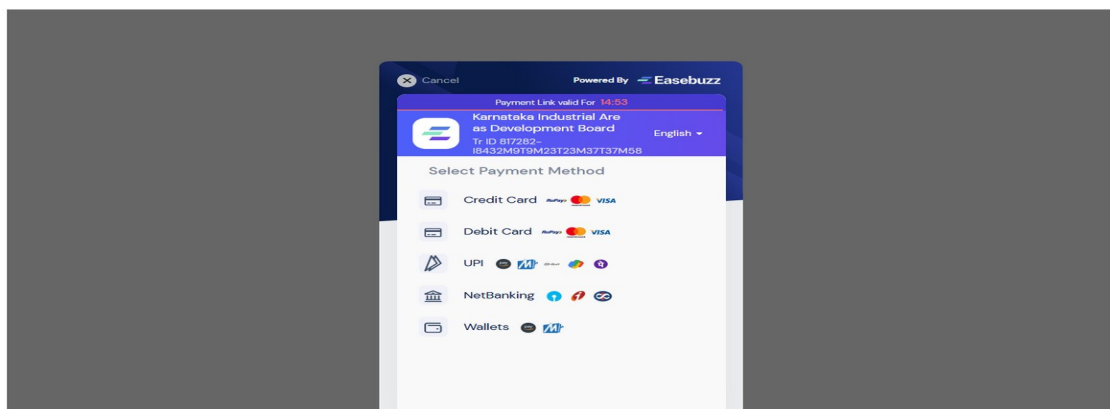 Cancel
Powered By Easebuzz
Payment Link valid For 14:53
Karnataka Industrial Are
as Development Board
English
Tr ID 817282-
I8432M9T9M23T23M37T37M58
Select Payment Method
Credit Card RuPay VISA
Debit Card RuPay VISA
UPI
NetBanking
Wallets